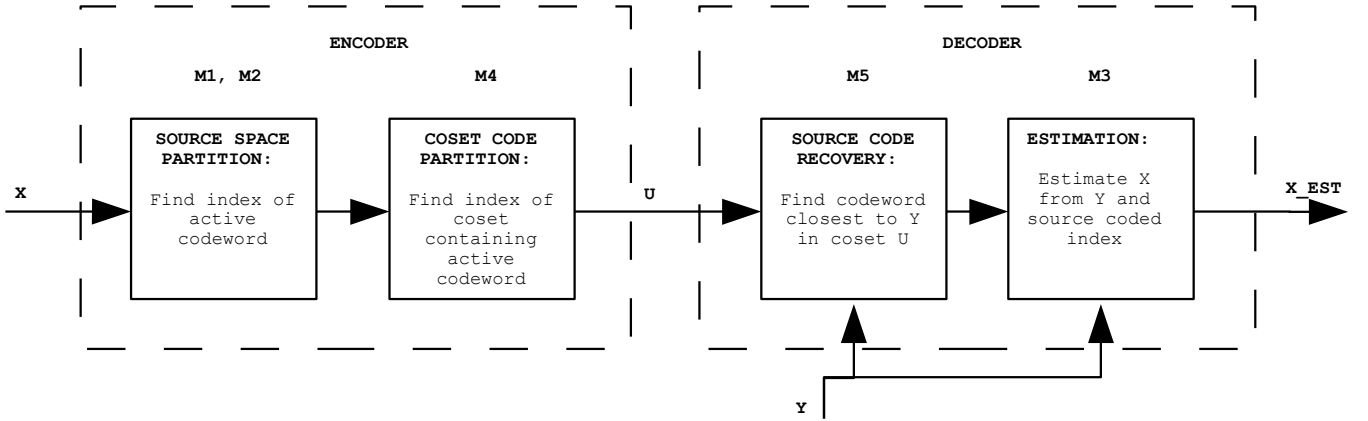 ENCODER
DECODER
M1, M2
M4
M5
M3
SOURCE SPACE
PARTITION:
Find index of
active
codeword
COSET CODE
PARTITION:
Find index of
coset
containing
active
codeword
SOURCE CODE
RECOVERY:
Find codeword
closest to Y
in coset U
ESTIMATION:
Estimate X
from Y and
source coded
index
X
U
X_EST
Y